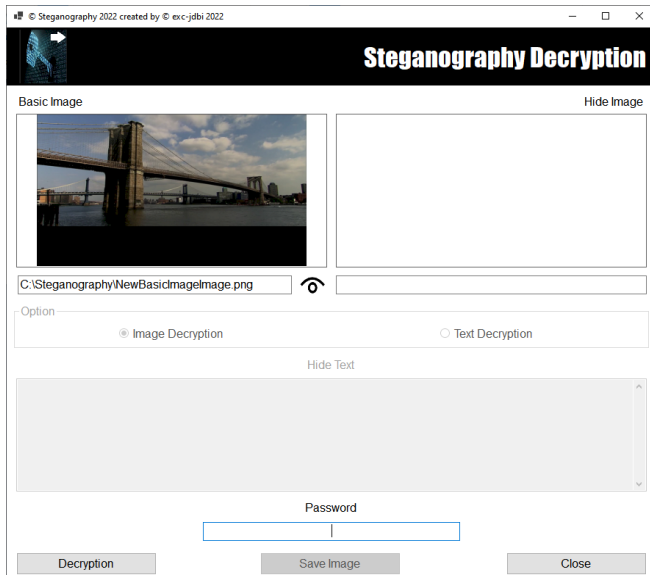 © Steganography 2022 created by © exc-jdbi 2022
Steganography Decryption
Basic Image
Hide Image
C:\Steganography\NewBasicImageImage.png
Option
Image Decryption
Text Decryption
Hide Text
Password
Decryption
Save Image
Close